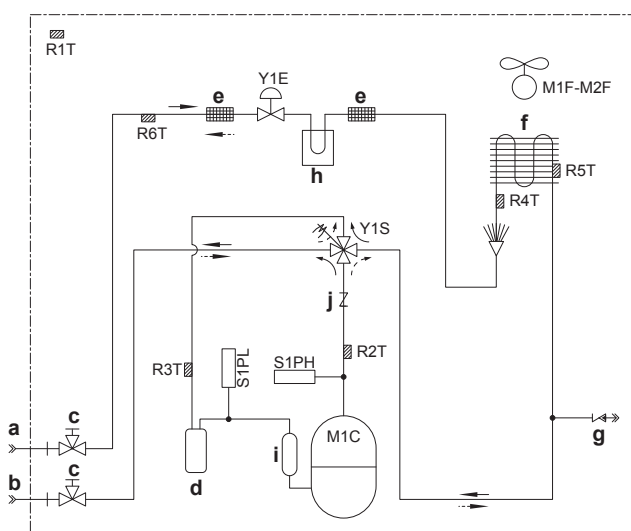 R1T
Y1E
M1F-M2F
e
e
f
R6T
h
R5T
R4T
Y1S
j
R3T
S1PL
S1PH
R2T
a
c
M1C
g
i
b
c
d